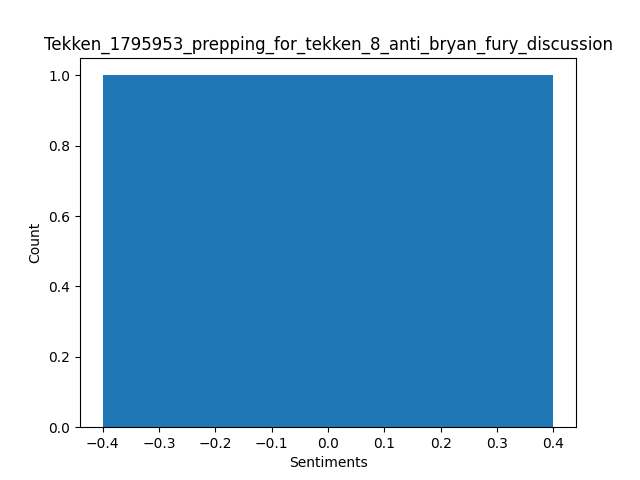 Tekken_1795953_prepping_for_tekken_8_anti_bryan_fury_discussion
1.0
0.8
0.6
0.4
0.2
0.0
Count
−0.4 −0.3 −0.2 −0.1 0.0 0.1 0.2 0.3 0.4
Sentiments